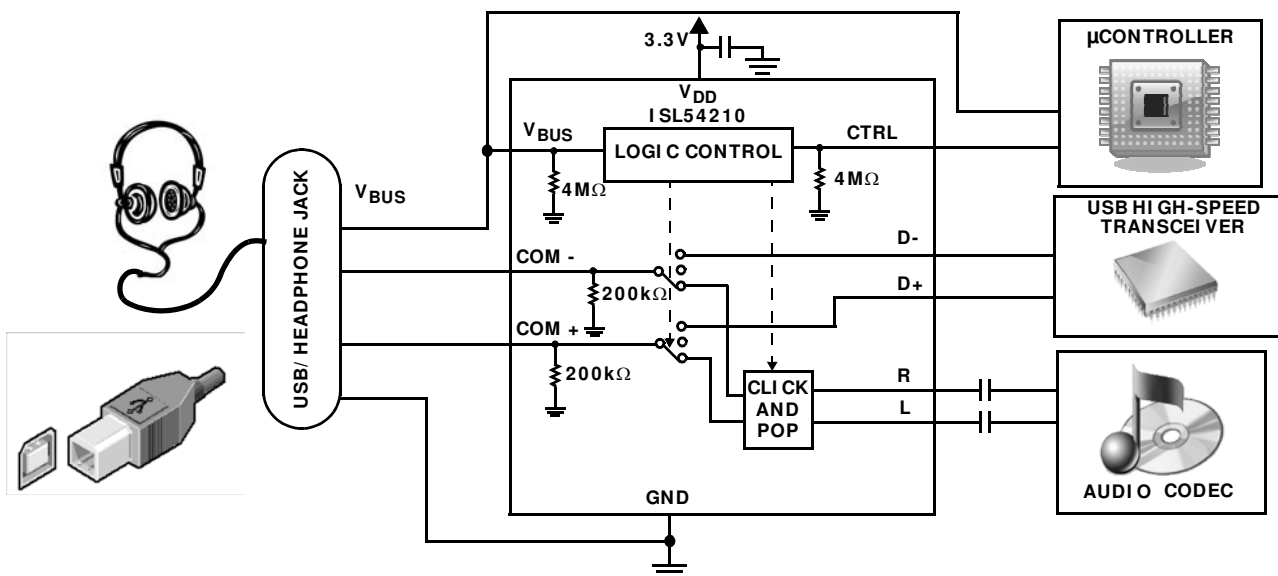 3.3V
µCONTROLLER
VDD
ISL54210
VBUS
LOGIC CONTROL
CTRL
4MΩ
4MΩ
VBUS
USB/HEADPHONE JACK
USB HIGH-SPEED
TRANSCEIVER
D-
COM -
200kΩ
D+
COM +
200kΩ
CLICK
AND
POP
R
L
AUDIO CODEC
GND